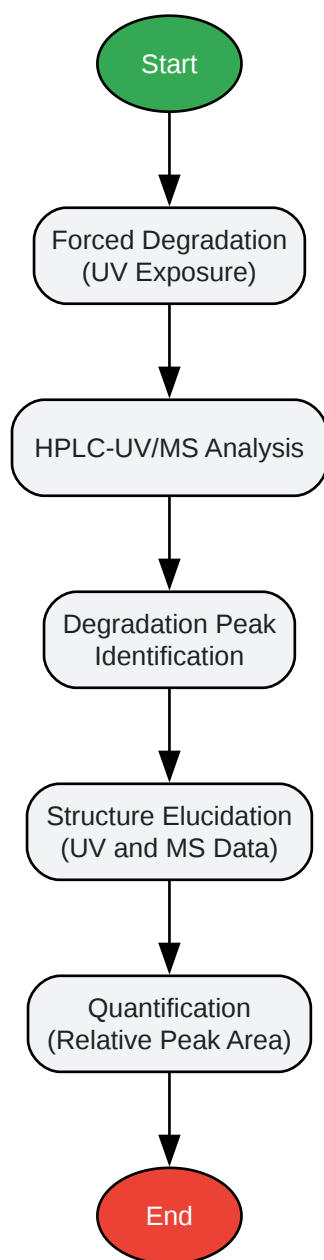 Start
Forced Degradation
(UV Exposure)
HPLC-UV/MS Analysis
Degradation Peak
Identification
Structure Elucidation
(UV and MS Data)
Quantification
(Relative Peak Area)
End